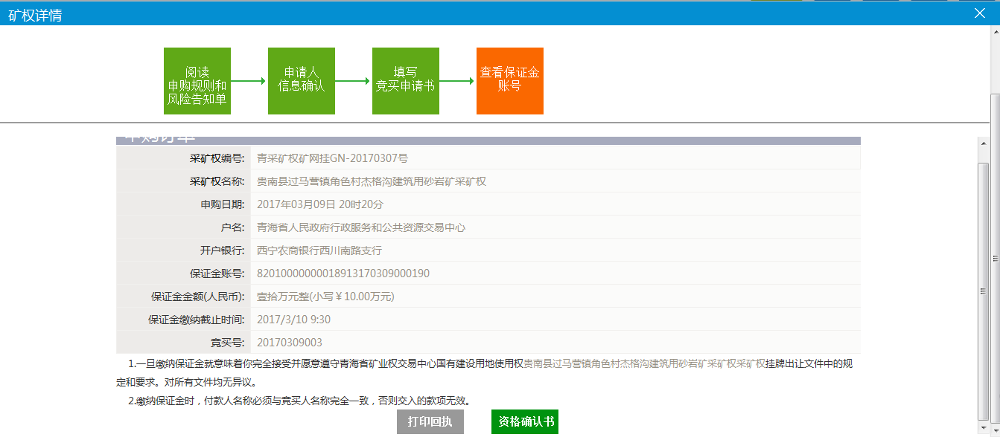 矿权详情
阅读
申购规则和
风险告知单
申请人
信息确认
填写
竞买申请书
查看保证金
账号
申购订单
采矿权编号: 青采矿权矿网挂GN-20170307号
采矿权名称: 贵南县过马营镇角色村杰格沟建筑用砂岩矿采矿权
申购日期: 2017年03月09日 20时20分
户名: 青海省人民政府行政服务和公共资源交易中心
开户银行: 西宁农商银行西川南路支行
保证金账号: 82010000000018913170309000190
保证金金额(人民币): 壹拾万元整(小写￥10.00万元)
保证金缴纳截止时间: 2017/3/10 9:30
竞买号: 20170309003
1.一旦缴纳保证金就意味着你完全接受并愿意遵守青海省矿业权交易中心国有建设用地使用权贵南县过马营镇角色村杰格沟建筑用砂岩矿采矿权采矿权挂牌出让文件中的规
定和要求。对所有文件均无异议。
2.缴纳保证金时，付款人名称必须与竞买人名称完全一致，否则交入的款项无效。
打印回执
资格确认书